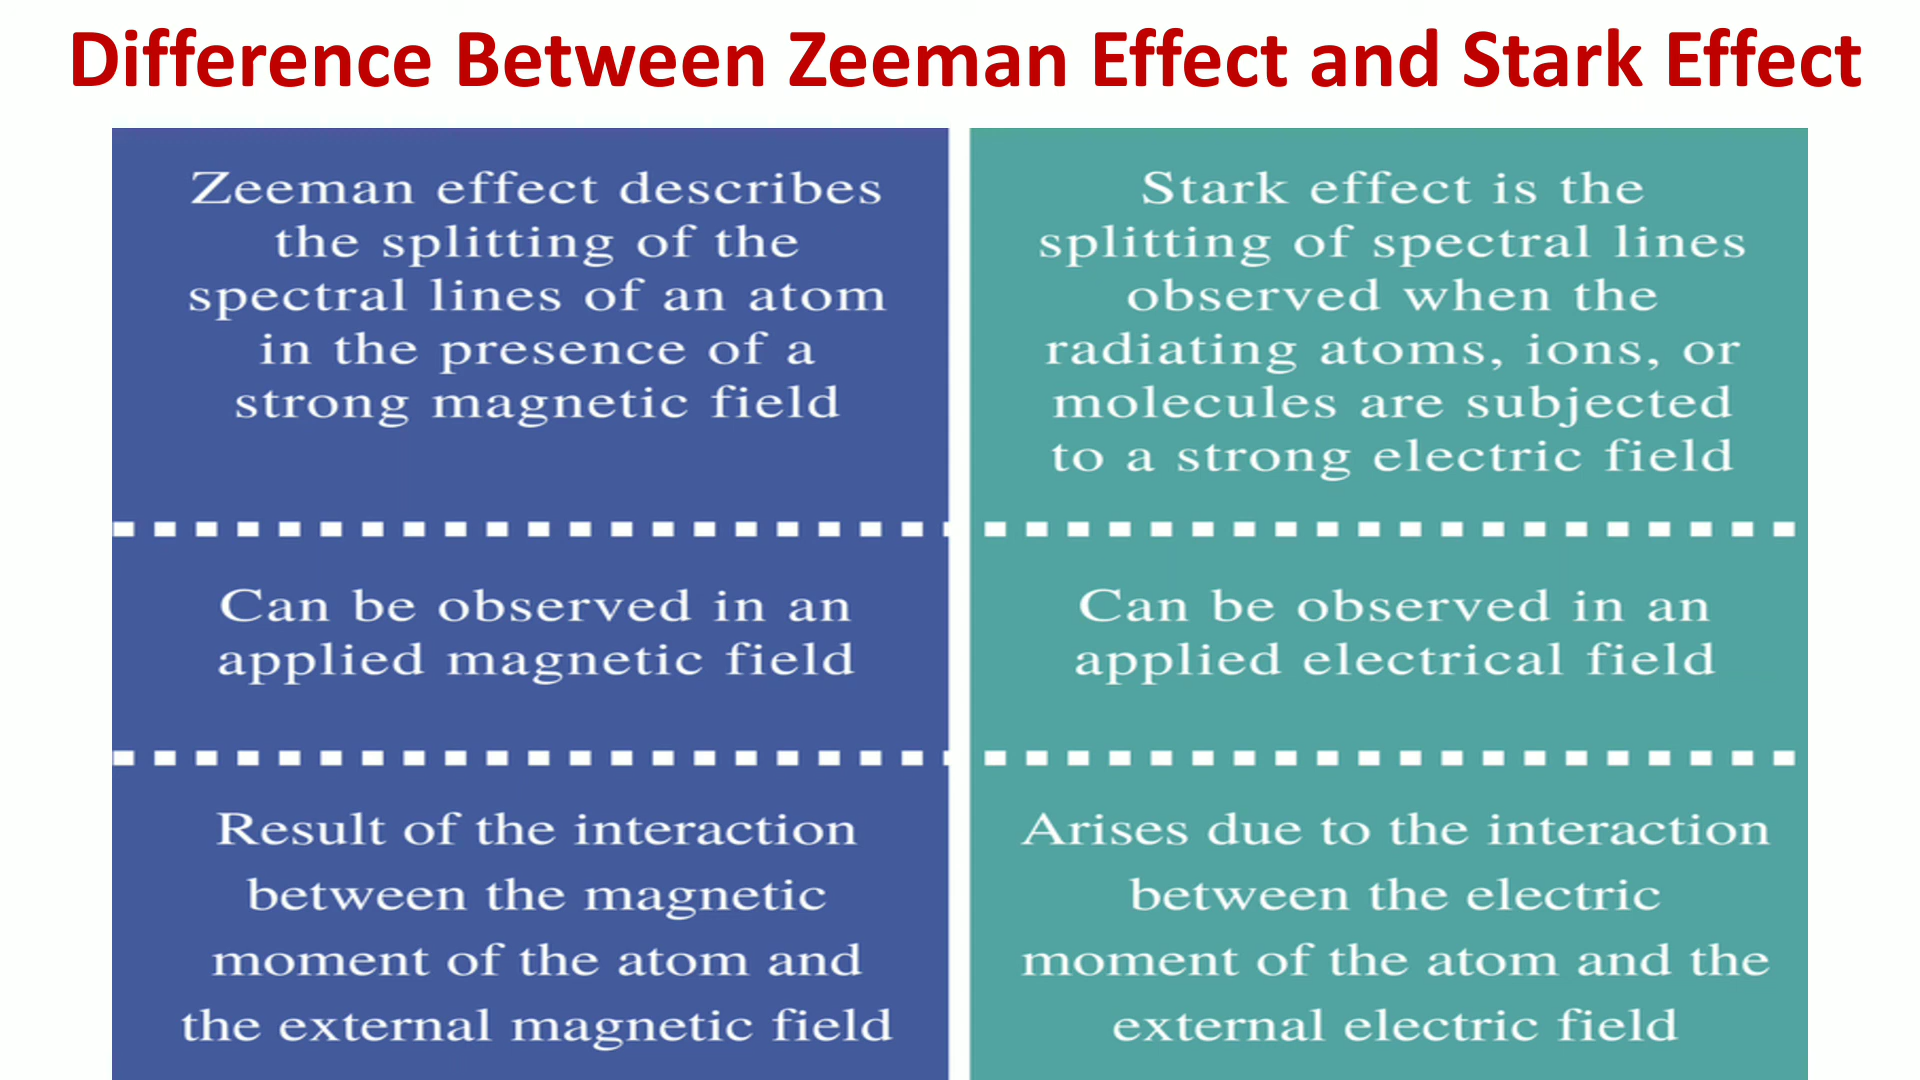 Difference Between Zeeman Effect and Stark Effect
Zeeman effect describes
the splitting of the
spectral lines of an atom
in the presence of a
strong magnetic field
Stark effect is the
splitting of spectral lines
observed when the
radiating atoms, ions, or
molecules are subjected
to a strong electric field
Can be observed in an
applied magnetic field
Can be observed in an
applied electrical field
Result of the interaction
between the magnetic
moment of the atom and
the external magnetic field
Arises due to the interaction
between the electric
moment of the atom and the
external electric field